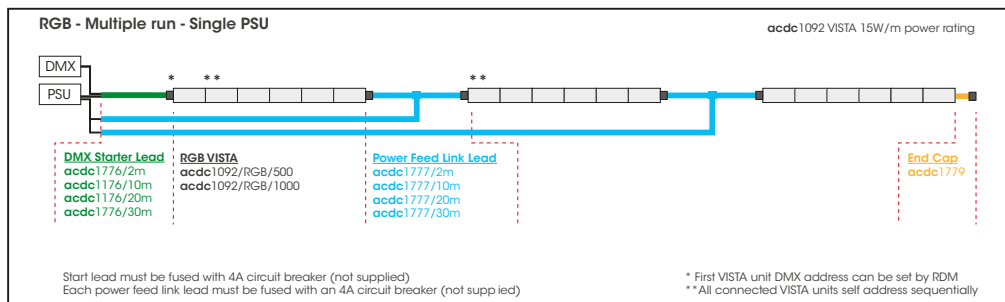 RGB - Multiple run - Single PSU
acdc1092 VISTA 15W/m power rating
DMX
PSU
*
**
**
DMX Starter Lead
acdc1776/2m
acdc1176/10m
acdc1176/20m
acdc1776/30m
RGB VISTA
acdc1092/RGB/500
acdc1092/RGB/1000
Power Feed Link Lead
acdc1777/2m
acdc1777/10m
acdc1777/20m
acdc1777/30m
End Cap
acdc1779
Start lead must be fused with 4A circuit breaker (not supplied)
Each power feed link lead must be fused with an 4A circuit breaker (not supp ied)
* First VISTA unit DMX address can be set by RDM
**All connected VISTA units self address sequentially